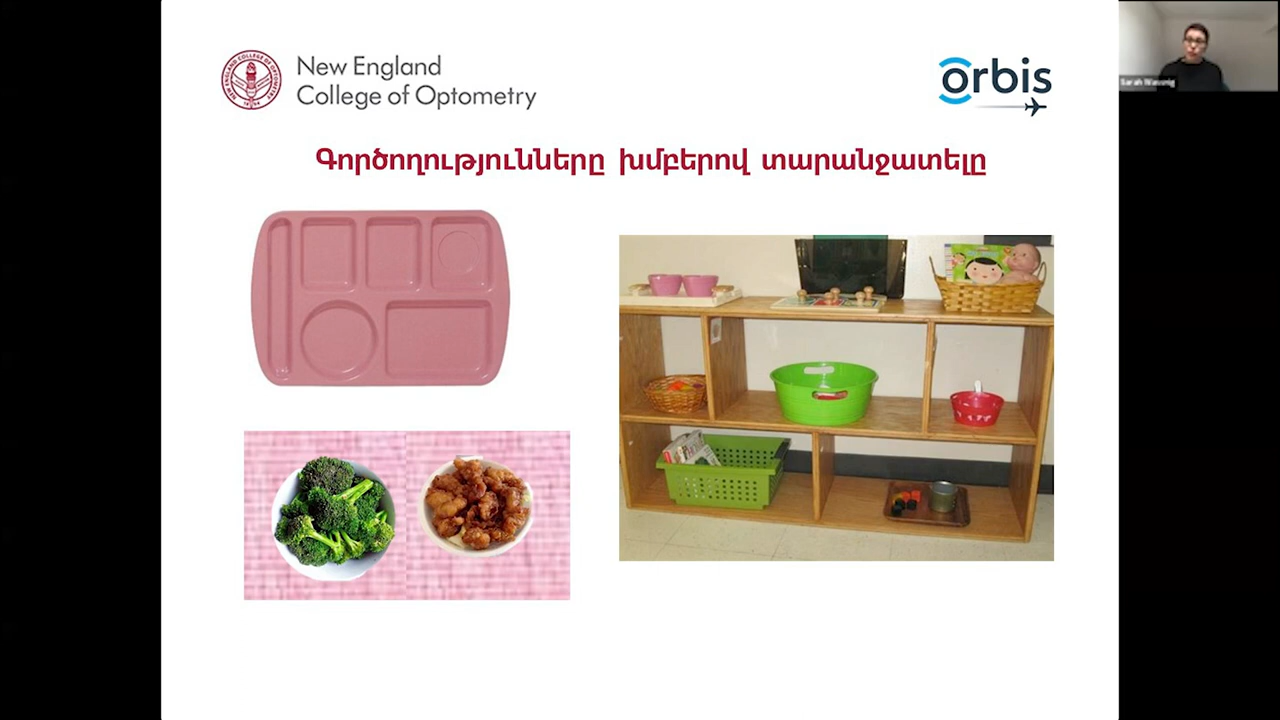 New England
College of Optometry
orbis
Գործողությունները խմբերով տարանջատելը
Sarah Wassnig